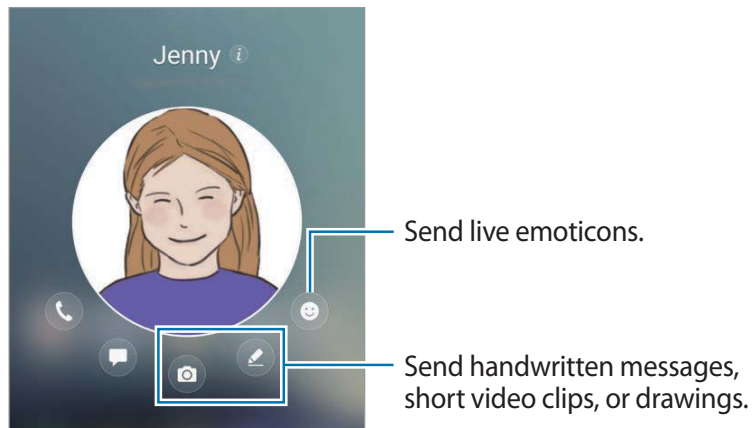 Jenny
Send live emoticons.
Send handwritten messages,
short video clips, or drawings.